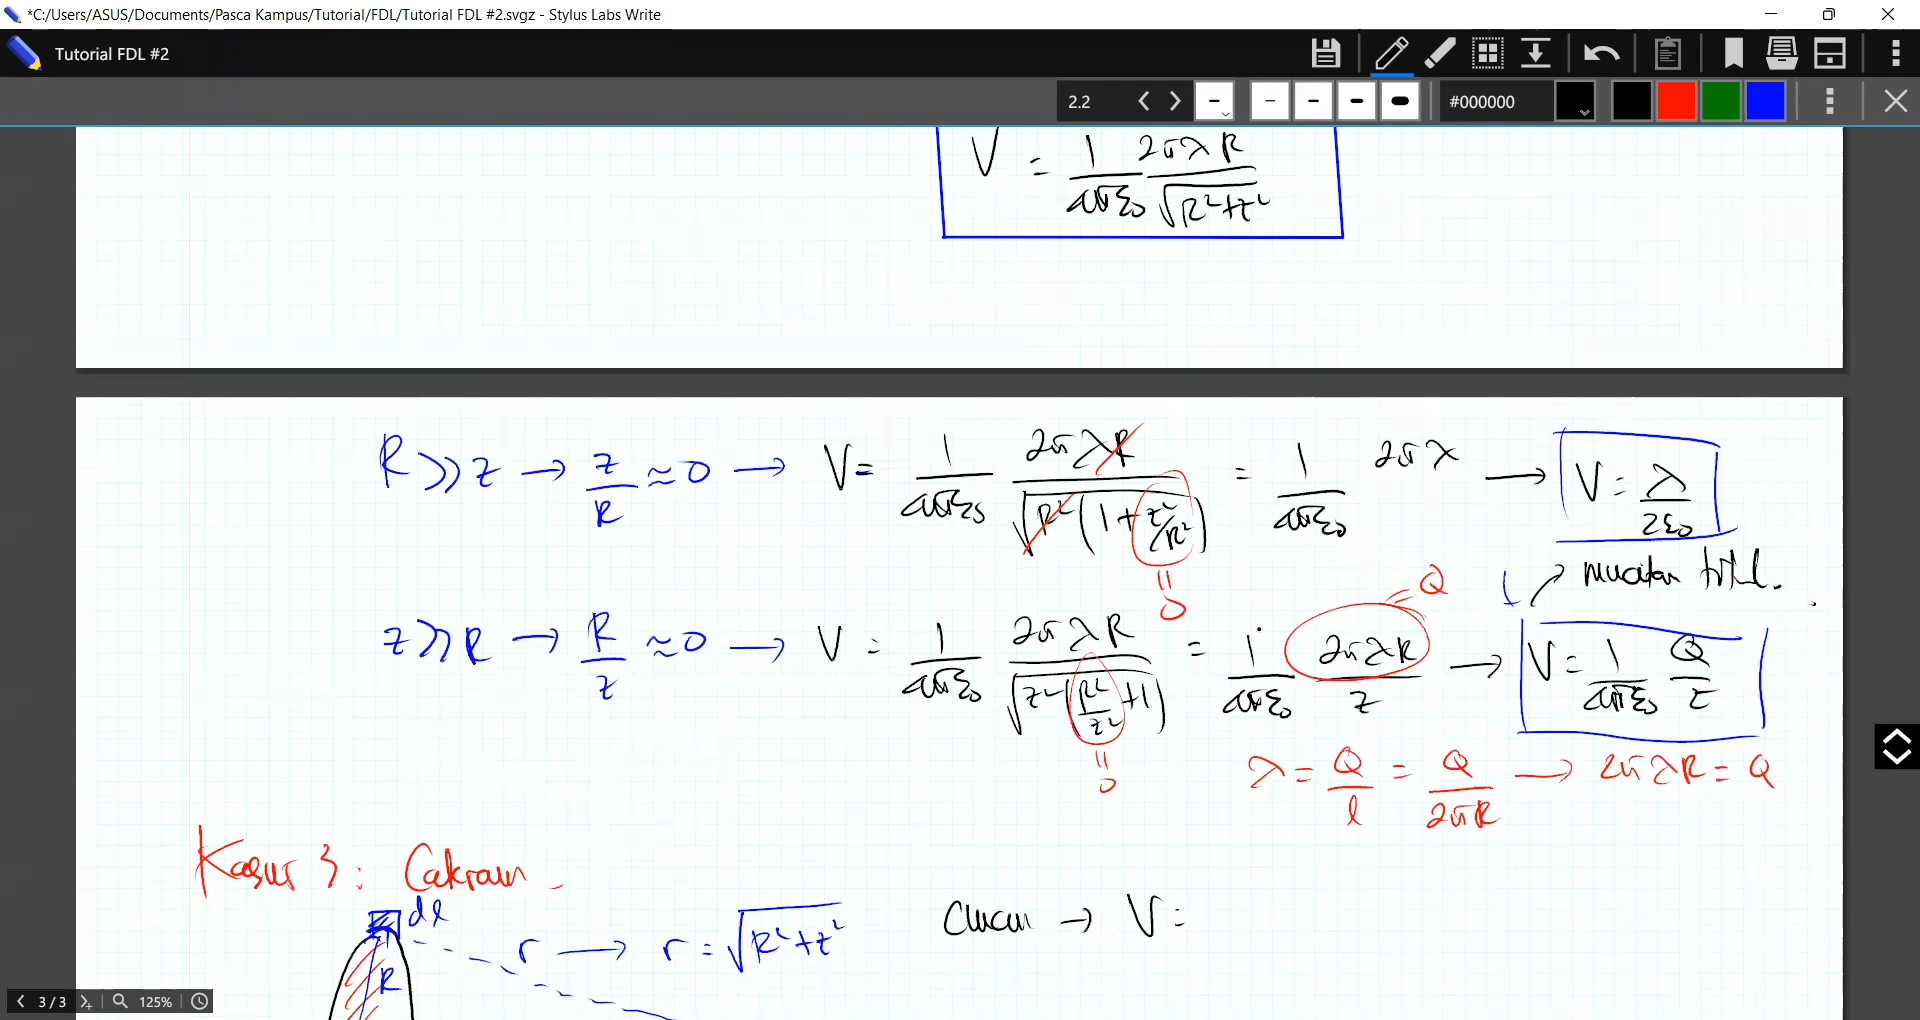 *C:/Users/ASUS/Documents/Pasca Kampus/Tutorial/FDL/Tutorial FDL #2.svgz - Stylus Labs Write
Tutorial FDL #2
2.2
#000000
V = 1/4πε₀ 2πλR/√R²+z²
R >> z → z/R ≈ 0 → V = 1/4πε₀ 2πλR/√R²(1+z²/R²) = 1/4πε₀ 2πλ → V = λ/2ε₀
= 0
muatan total.
= Q
z >> R → R/z ≈ 0 → V = 1/4πε₀ 2πλR/√z²(R²/z²+1) = 1/4πε₀ 2πλR/z → V = 1/4πε₀ Q/z
= 0
λ = Q/l = Q/2πR → 2πλR = Q
Kasus 3: Cakram
dl
r → r = √R²+z²
R
Cincin → V =
3/3
125%